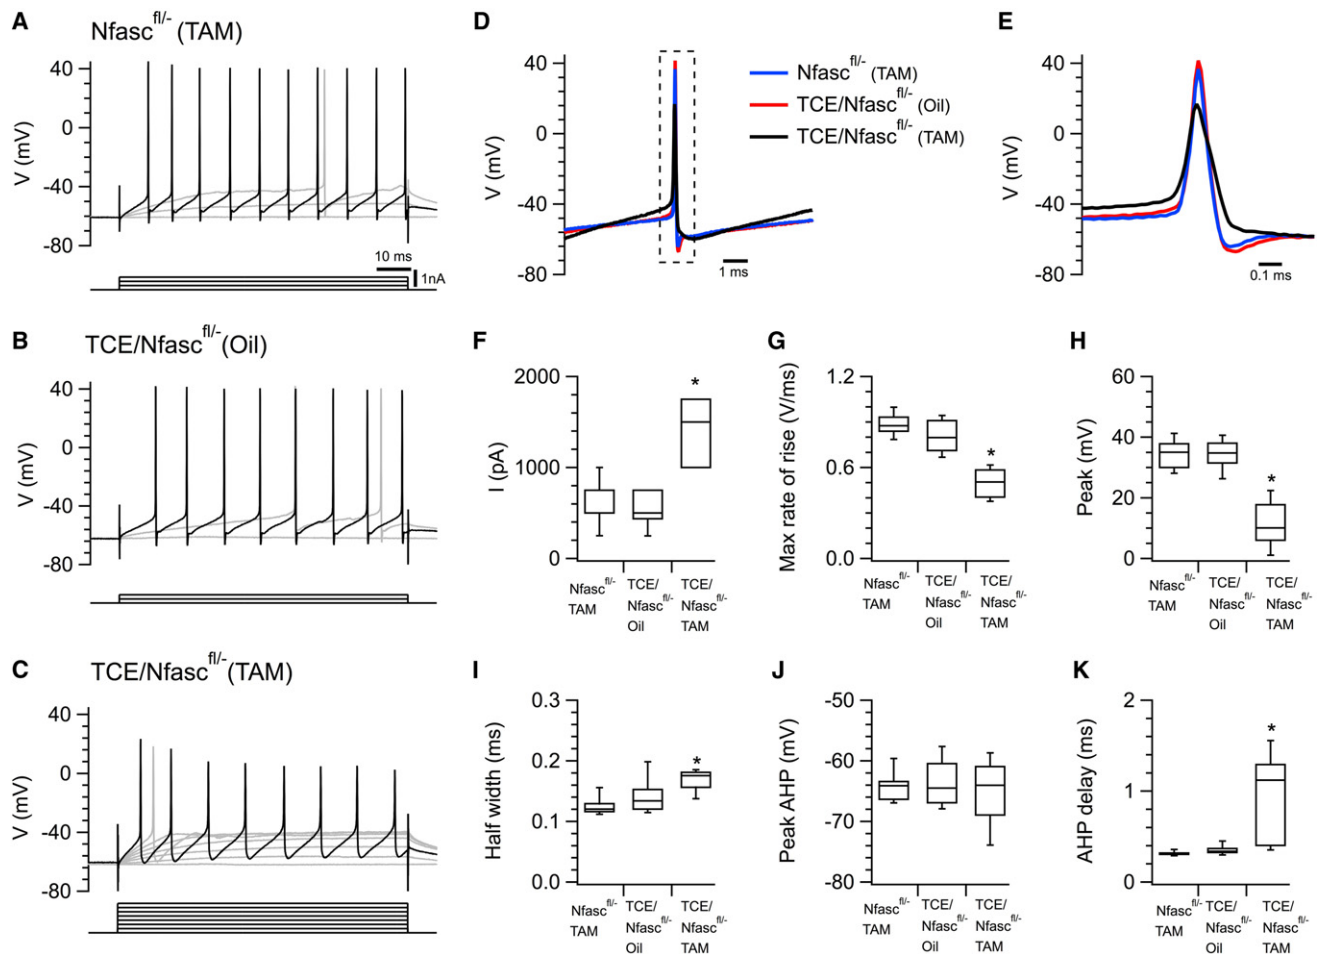 A
Nfasc fl/- (TAM)
V (mV)
40
0
-40
-80
10 ms
1nA
B
TCE/Nfasc fl/- (Oil)
V (mV)
40
0
-40
-80
C
TCE/Nfasc fl/- (TAM)
V (mV)
40
0
-40
-80
D
V (mV)
40
0
-40
-80
1 ms
Nfasc fl/- (TAM)
TCE/Nfasc fl/- (Oil)
TCE/Nfasc fl/- (TAM)
E
V (mV)
40
0
-40
-80
0.1 ms
F
I (pA)
2000
1000
0
*
Nfasc fl/-
TAM
TCE/
Nfasc fl/-
Oil
TCE/
Nfasc fl/-
TAM
G
Max rate of rise (V/ms)
1.2
0.6
0.0
*
Nfasc fl/-
TAM
TCE/
Nfasc fl/-
Oil
TCE/
Nfasc fl/-
TAM
H
Peak (mV)
60
40
20
0
*
Nfasc fl/-
TAM
TCE/
Nfasc fl/-
Oil
TCE/
Nfasc fl/-
TAM
I
Half width (ms)
0.3
0.2
0.1
0.0
*
Nfasc fl/-
TAM
TCE/
Nfasc fl/-
Oil
TCE/
Nfasc fl/-
TAM
J
Peak AHP (mV)
-50
-60
-70
-80
Nfasc fl/-
TAM
TCE/
Nfasc fl/-
Oil
TCE/
Nfasc fl/-
TAM
K
AHP delay (ms)
2
1
0
*
Nfasc fl/-
TAM
TCE/
Nfasc fl/-
Oil
TCE/
Nfasc fl/-
TAM